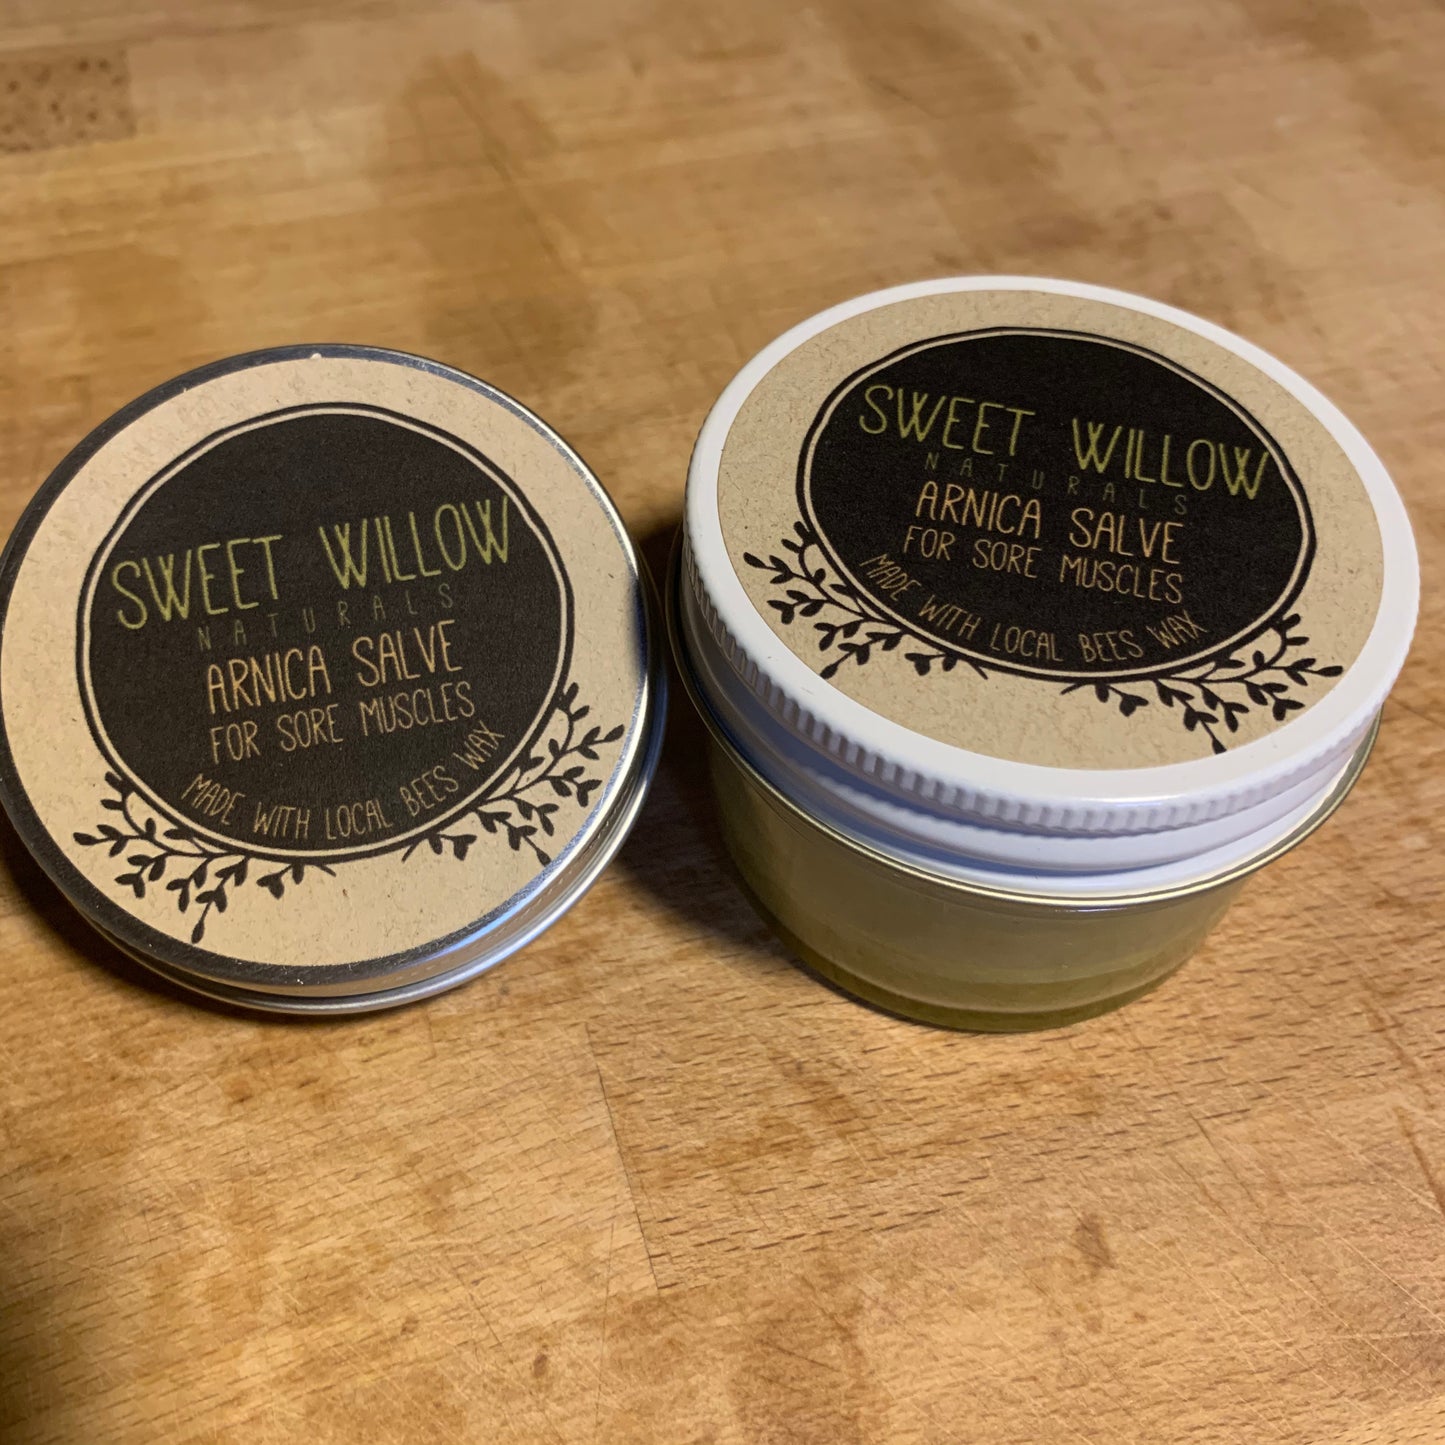 SWEET WILLOW
NATURALS
ARNICA SALVE
FOR SORE MUSCLES
MADE WITH LOCAL BEES WAX
SWEET WILLOW
NATURALS
ARNICA SALVE
FOR SORE MUSCLES
MADE WITH LOCAL BEES WAX